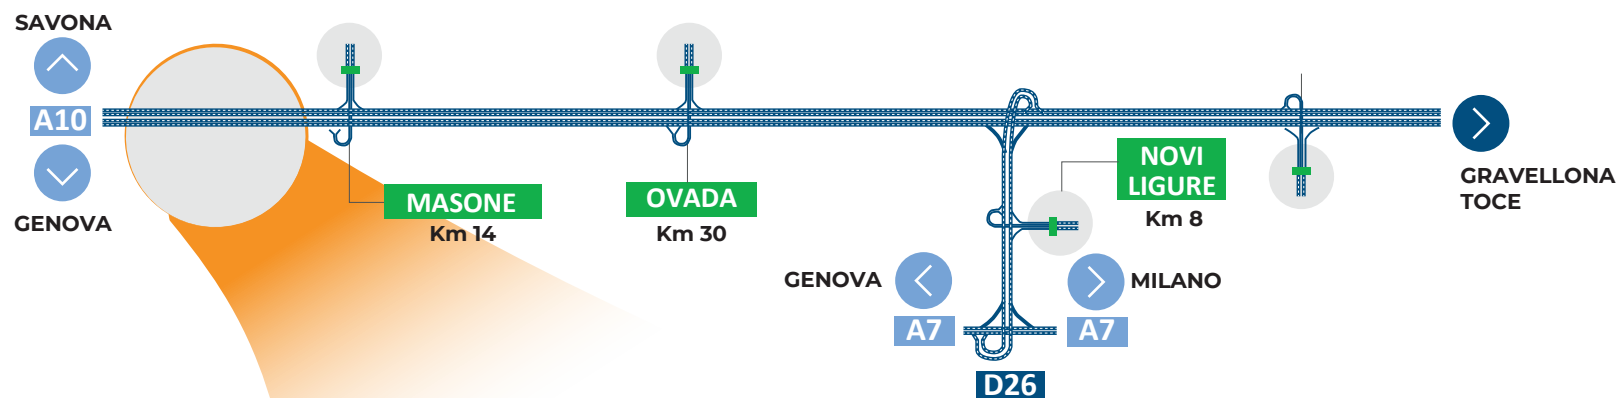 SAVONA
A10
GENOVA
MASONE
Km 14
OVADA
Km 30
NOVI
LIGURE
Km 8
GENOVA
A7
MILANO
A7
D26
GRAVELLONA
TOCE